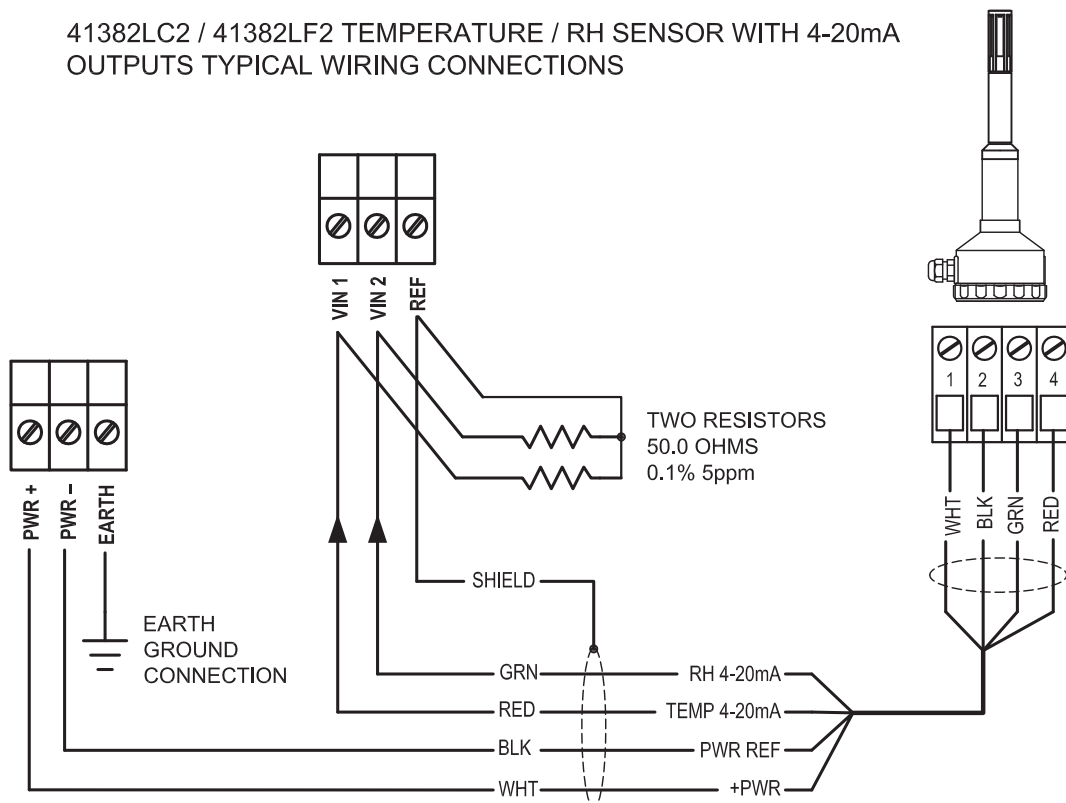 41382LC2 / 41382LF2 TEMPERATURE / RH SENSOR WITH 4-20mA
OUTPUTS TYPICAL WIRING CONNECTIONS
VIN 1
VIN 2
REF
1
2
3
4
TWO RESISTORS
50.0 OHMS
0.1% 5ppm
PWR +
PWR –
EARTH
WHT
BLK
GRN
RED
SHIELD
EARTH
GROUND
CONNECTION
GRN
RH 4-20mA
RED
TEMP 4-20mA
BLK
PWR REF
WHT
+PWR